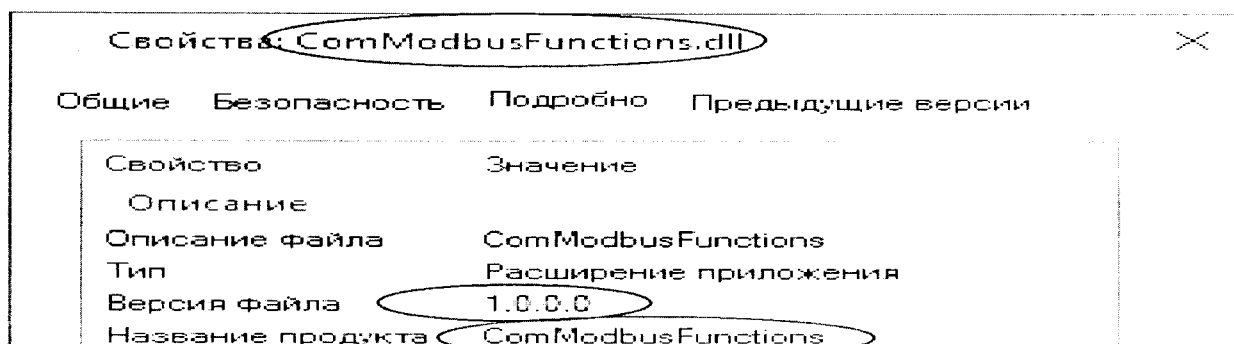 Свойства: ComModbusFunctions.dll
Общие Безопасность Подробно Предыдущие версии
Свойство Значение
Описание
Описание файла ComModbusFunctions
Тип Расширение приложения
Версия файла 1.0.0.0
Название продукта ComModbusFunctions